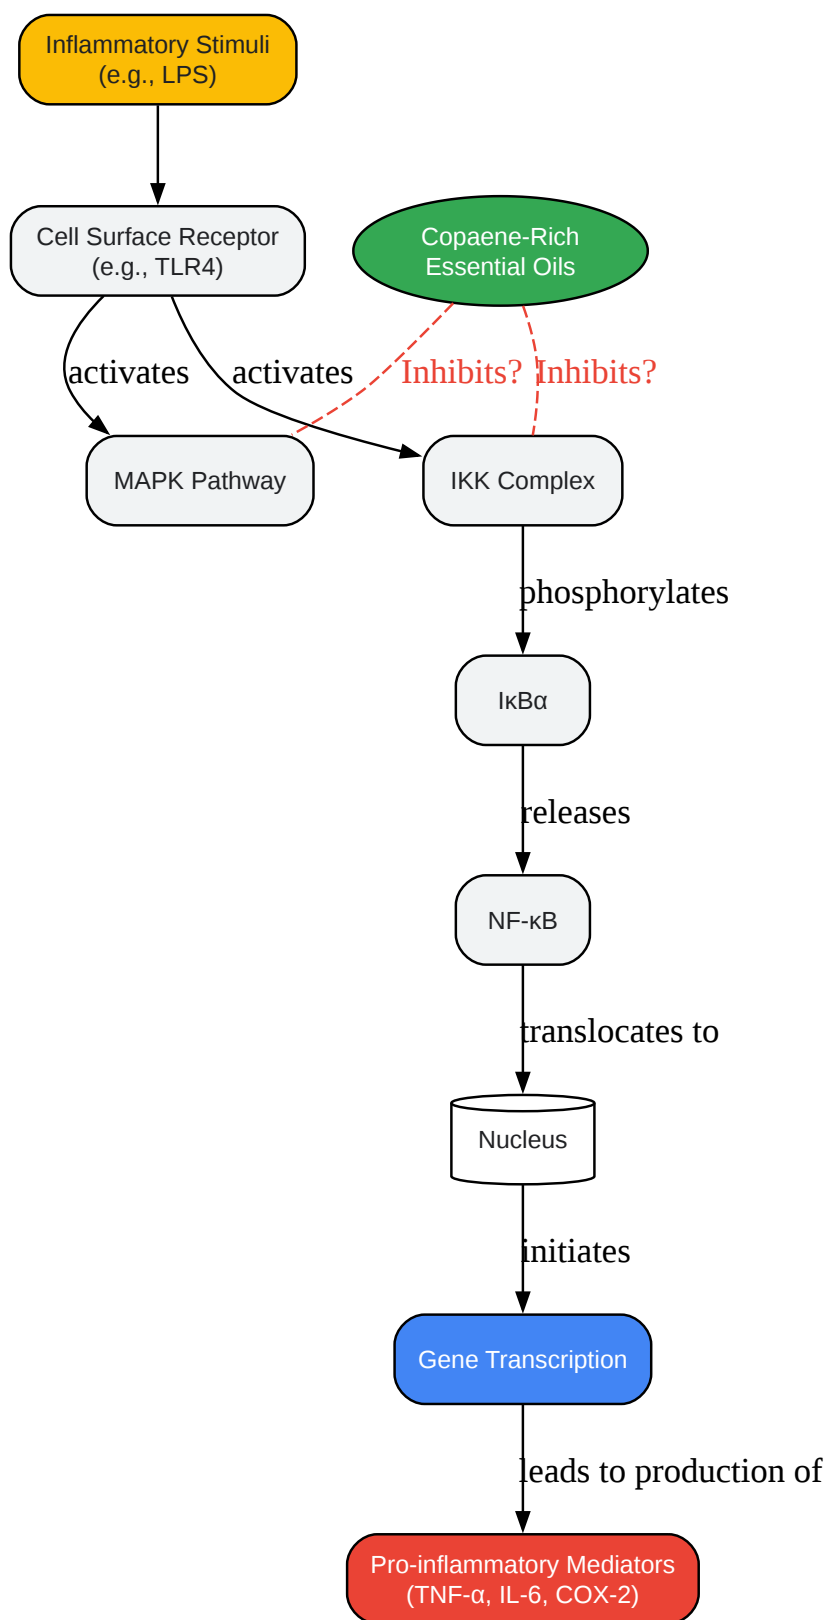 Inflammatory Stimuli
(e.g., LPS)
Cell Surface Receptor
(e.g., TLR4)
Copaene-Rich
Essential Oils
activates
activates
Inhibits?
Inhibits?
MAPK Pathway
IKK Complex
phosphorylates
IκBα
releases
NF-κB
translocates to
Nucleus
initiates
Gene Transcription
leads to production of
Pro-inflammatory Mediators
(TNF-α, IL-6, COX-2)